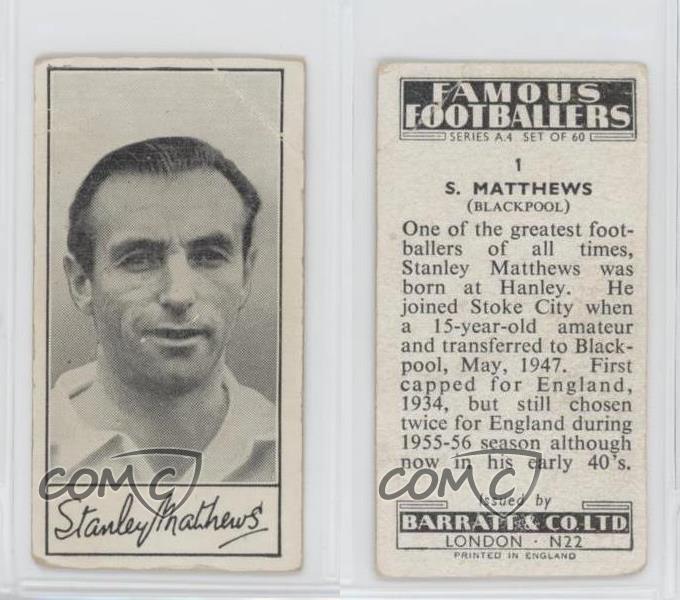 COMC
Stanley Matthews
FAMOUS
FOOTBALLERS
SERIES A.4 SET OF 60
1
S. MATTHEWS
(BLACKPOOL)
One of the greatest foot-
ballers of all times,
Stanley Matthews was
born at Hanley. He
joined Stoke City when
a 15-year-old amateur
and transferred to Black-
pool, May, 1947. First
capped for England,
1934, but still chosen
twice for England during
1955-56 season although
now in his early 40's.
COMC
Issued by
BARRATT & CO. LTD
LONDON · N22
PRINTED IN ENGLAND